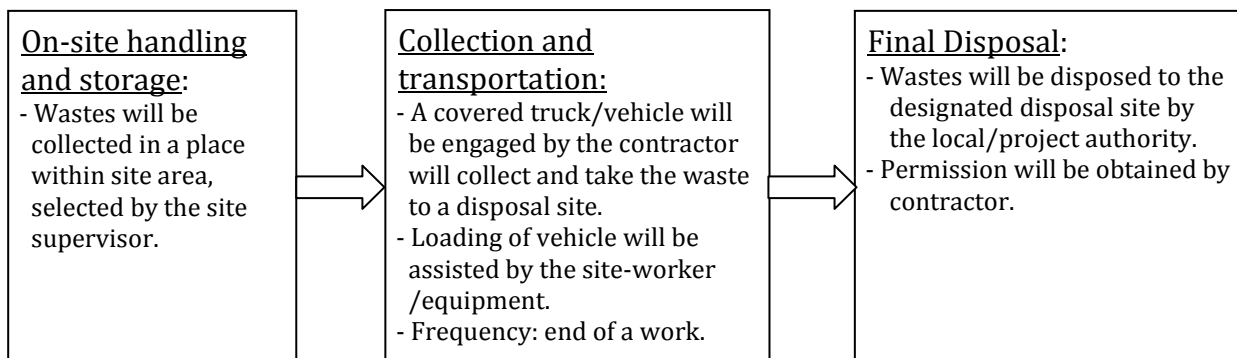 On-site handling
and storage:
- Wastes will be
collected in a place
within site area,
selected by the site
supervisor.
Collection and
transportation:
- A covered truck/vehicle will
be engaged by the contractor
will collect and take the waste
to a disposal site.
- Loading of vehicle will be
assisted by the site-worker
/equipment.
- Frequency: end of a work.
Final Disposal:
- Wastes will be disposed to the
designated disposal site by
the local/project authority.
- Permission will be obtained by
contractor.